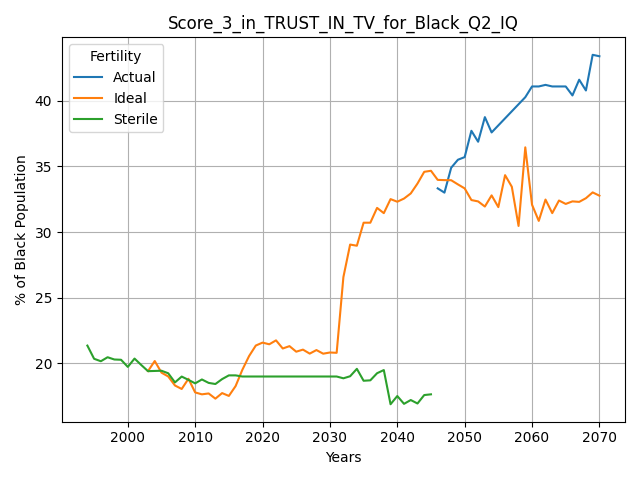 Score_3_in_TRUST_IN_TV_for_Black_Q2_IQ
Fertility
Actual
Ideal
Sterile
% of Black Population
40
35
30
25
20
2000 2010 2020 2030 2040 2050 2060 2070
Years